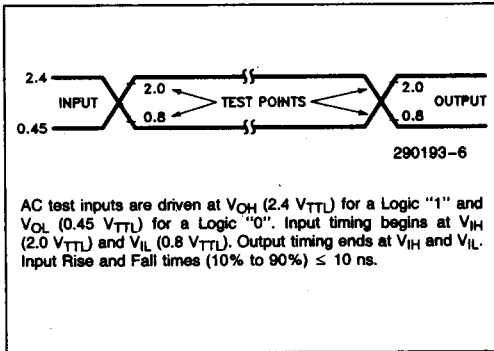 2.4
INPUT
0.45
2.0
0.8
TEST POINTS
2.0
0.8
OUTPUT
290193-6
AC test inputs are driven at VOH (2.4 VTTL) for a Logic "1" and
VOL (0.45 VTTL) for a Logic "0". Input timing begins at VIH
(2.0 VTTL) and VIL (0.8 VTTL). Output timing ends at VIH and VIL.
Input Rise and Fall times (10% to 90%) ≤ 10 ns.